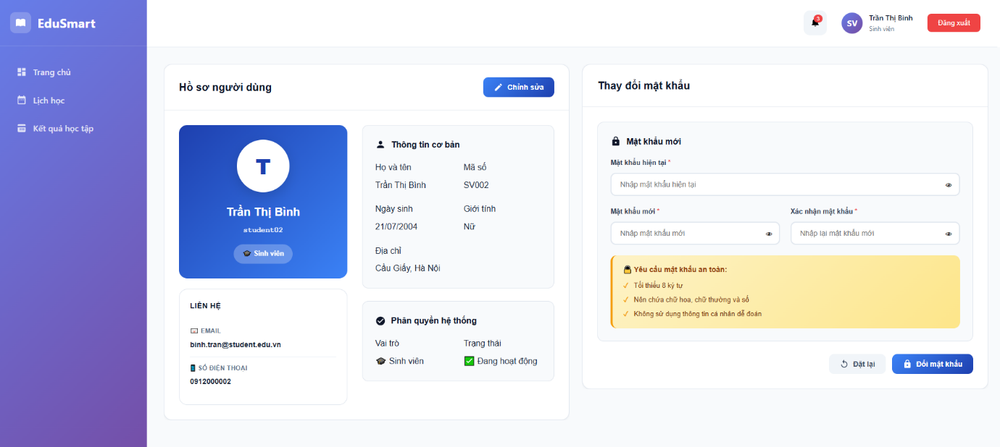 EduSmart
Trang chủ
Lịch học
Kết quả học tập
3
SV
Trần Thị Bình
Sinh viên
Đăng xuất
Hồ sơ người dùng
Chỉnh sửa
T
Trần Thị Bình
student02
Sinh viên
LIÊN HỆ
EMAIL
binh.tran@student.edu.vn
SỐ ĐIỆN THOẠI
0912000002
Thông tin cơ bản
Họ và tên Mã số
Trần Thị Bình SV002
Ngày sinh Giới tính
21/07/2004 Nữ
Địa chỉ
Cầu Giấy, Hà Nội
Phân quyền hệ thống
Vai trò Trạng thái
Sinh viên Đang hoạt động
Thay đổi mật khẩu
Mật khẩu mới
Mật khẩu hiện tại *
Nhập mật khẩu hiện tại
Mật khẩu mới * Xác nhận mật khẩu *
Nhập mật khẩu mới Nhập lại mật khẩu mới
Yêu cầu mật khẩu an toàn:
✓ Tối thiểu 8 ký tự
✓ Nên chứa chữ hoa, chữ thường và số
✓ Không sử dụng thông tin cá nhân dễ đoán
Đặt lại Đổi mật khẩu